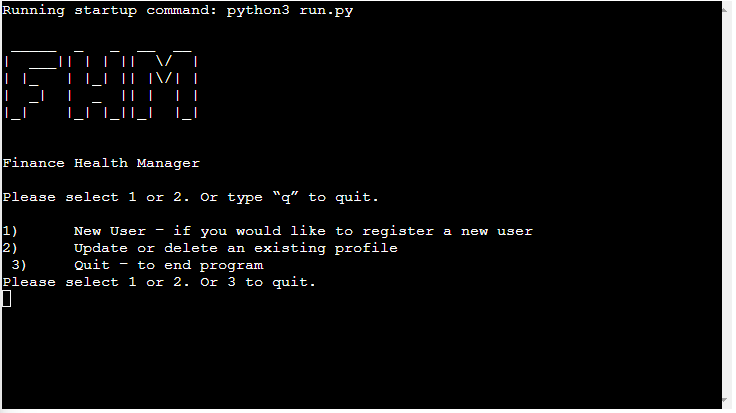 Running startup command: python3 run.py
FHM
Finance Health Manager
Please select 1 or 2. Or type “q” to quit.
1) New User – if you would like to register a new user
2) Update or delete an existing profile
3) Quit – to end program
Please select 1 or 2. Or 3 to quit.